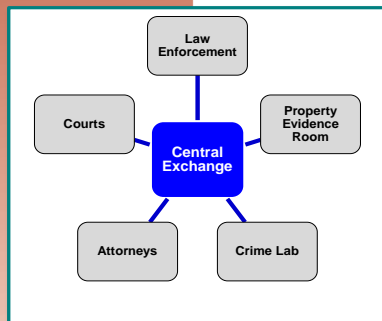 Law
Enforcement
Courts
Property
Evidence
Room
Central
Exchange
Attorneys
Crime Lab